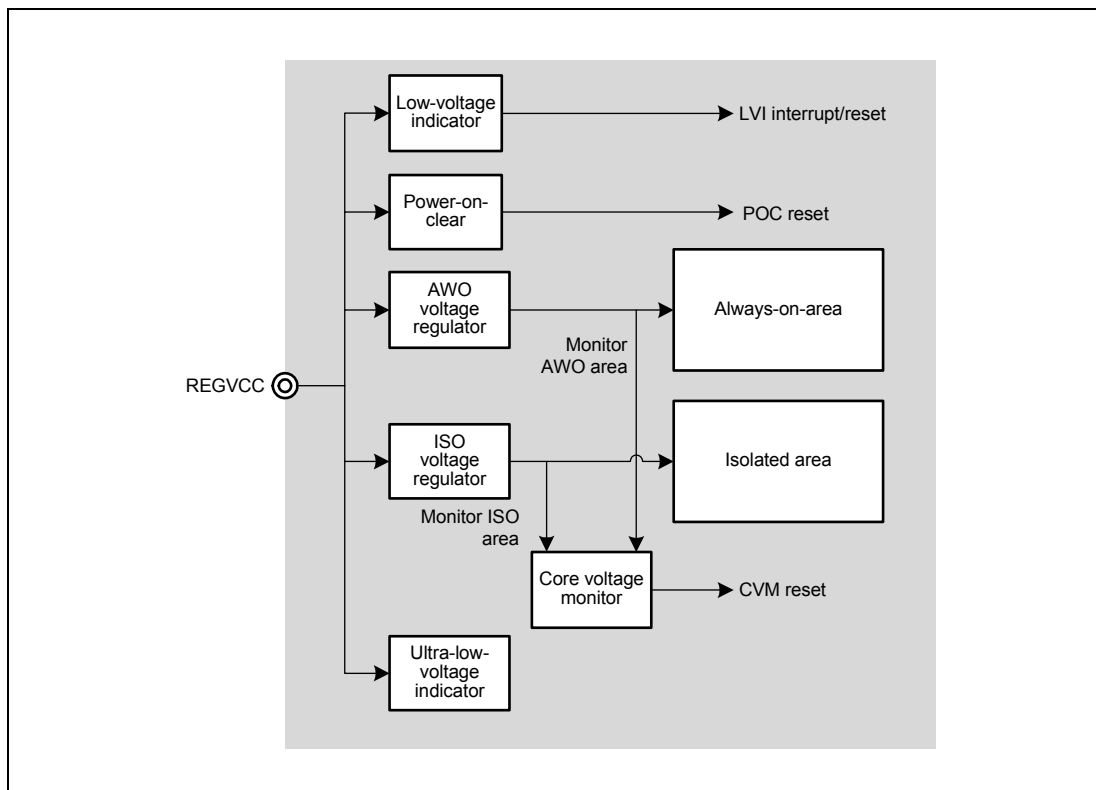 Low-voltage
indicator
LVI interrupt/reset
Power-on-
clear
POC reset
AWO
voltage
regulator
Always-on-area
Monitor
AWO area
REGVCC
ISO
voltage
regulator
Isolated area
Monitor ISO
area
Core voltage
monitor
CVM reset
Ultra-low-
voltage
indicator